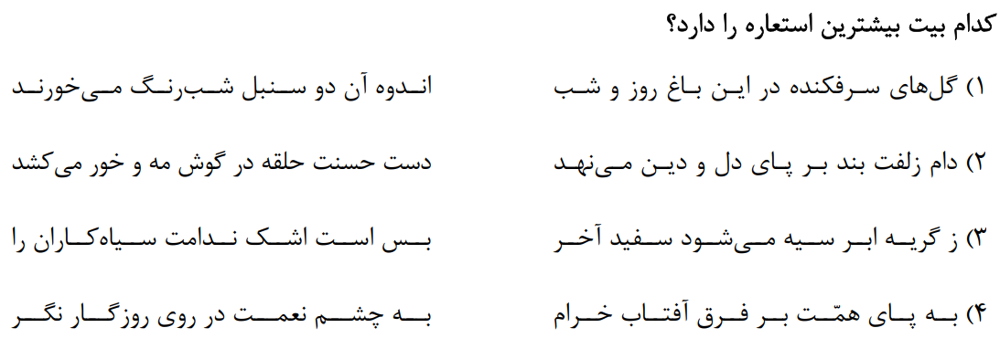 کدام بیت بیشترین استعاره را دارد؟
۱) گل‌های سرفکنده در این باغ روز و شب اندوه آن دو سنبل شب‌رنگ می‌خورند
۲) دام زلفت بند بر پای دل و دین می‌نهد دست حسنت حلقه در گوش مه و خور می‌کشد
۳) ز گریه ابر سیه می‌شود سفید آخر بس است اشک ندامت سیاه‌کاران را
۴) به پای همّت بر فرق آفتاب خرام به چشم نعمت در روی روزگار نگر